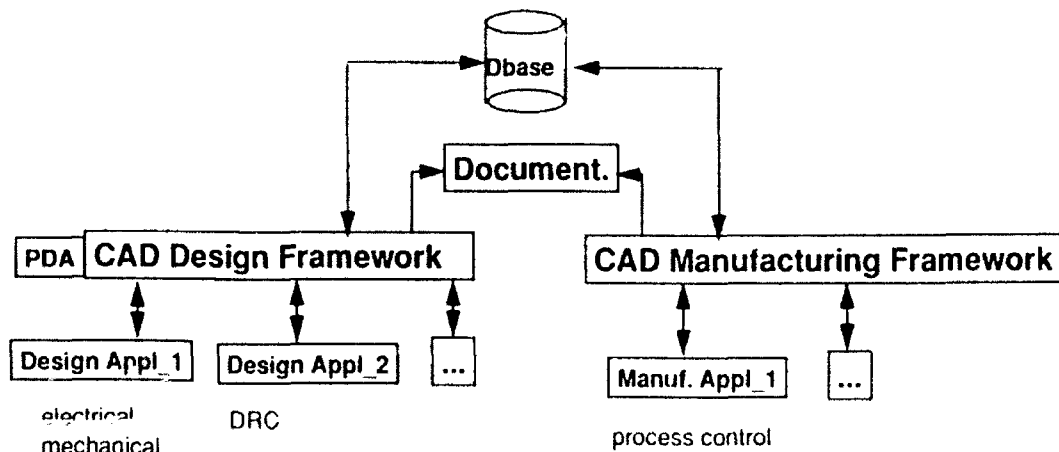 Dbase
Document.
PDA
CAD Design Framework
CAD Manufacturing Framework
Design Appl_1
Design Appl_2
...
Manuf. Appl_1
...
electrical
mechanical
DRC
process control